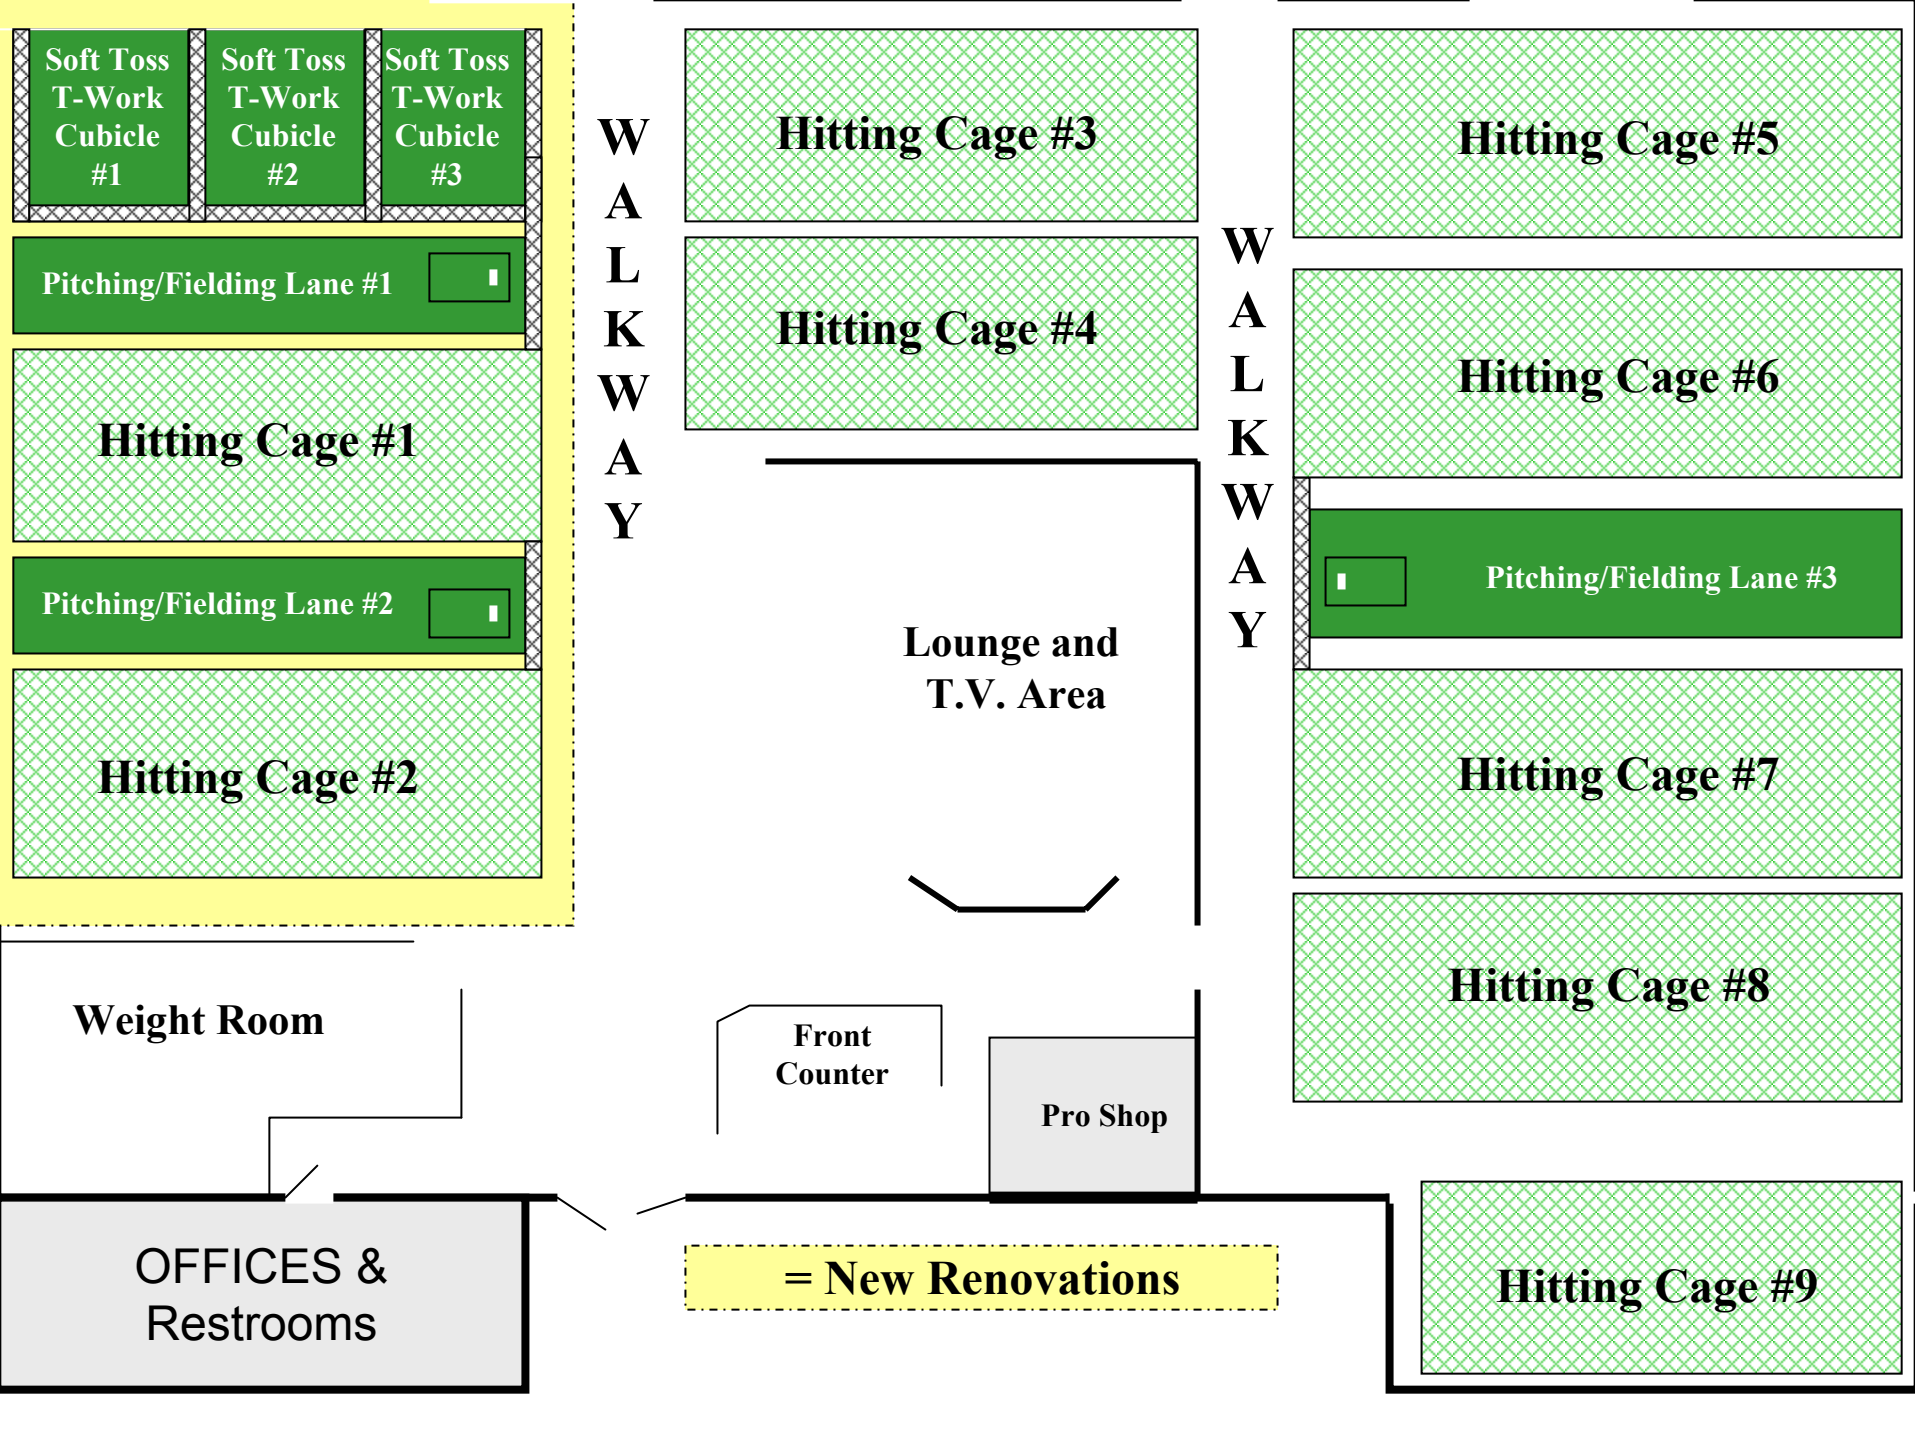 Soft Toss
T-Work
Cubicle
#1
Soft Toss
T-Work
Cubicle
#2
Soft Toss
T-Work
Cubicle
#3
Pitching/Fielding Lane #1
Hitting Cage #1
Pitching/Fielding Lane #2
Hitting Cage #2
W
A
L
K
W
A
Y
Hitting Cage #3
Hitting Cage #4
Lounge and
T.V. Area
W
A
L
K
W
A
Y
Hitting Cage #5
Hitting Cage #6
Pitching/Fielding Lane #3
Hitting Cage #7
Hitting Cage #8
Hitting Cage #9
Weight Room
Front
Counter
Pro Shop
OFFICES &
Restrooms
= New Renovations